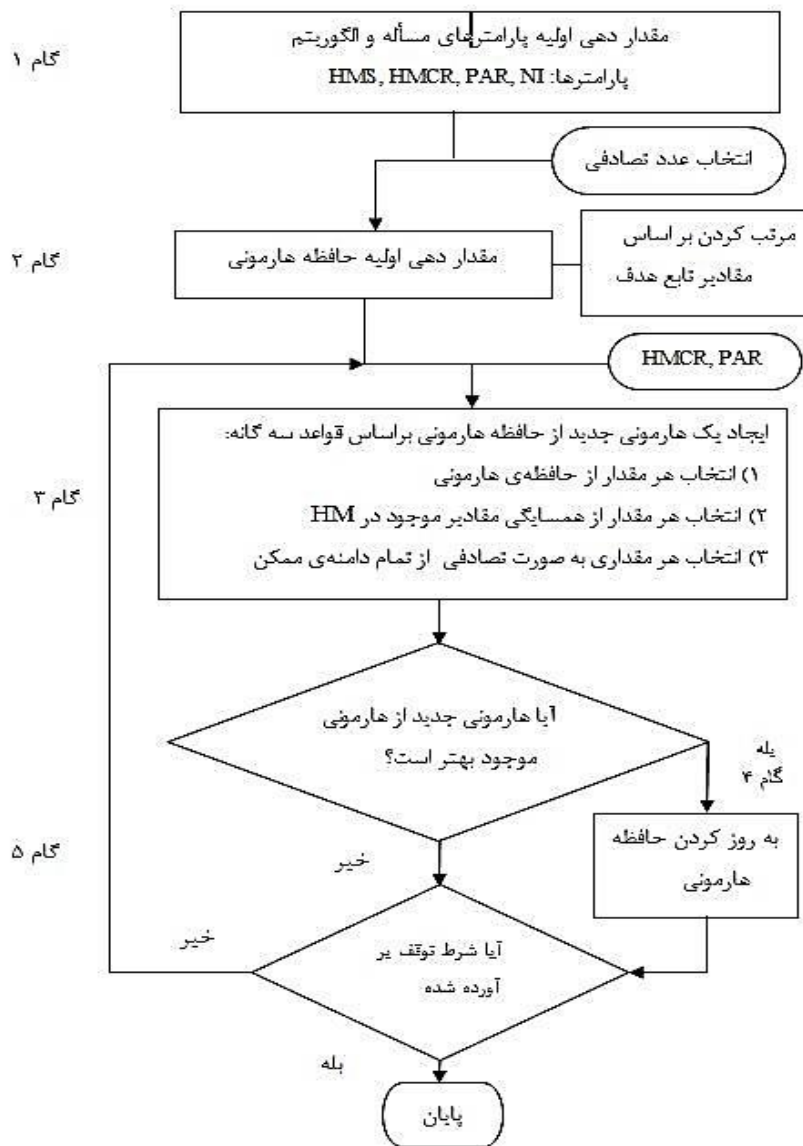 مقدار دهی اولیه پارامترهای مسأله و الگوریتم
پارامترها: HMS, HMCR, PAR, NI
گام ۱
انتخاب عدد تصادفی
مقدار دهی اولیه حافظه هارمونی
مرتب کردن بر اساس
مقادیر تابع هدف
گام ۲
HMCR, PAR
ایجاد یک هارمونی جدید از حافظه هارمونی براساس قواعد سه گانه:
۱) انتخاب هر مقدار از حافظه‌ی هارمونی
۲) انتخاب هر مقدار از همسایگی مقادیر موجود در HM
۳) انتخاب هر مقداری به صورت تصادفی از تمام دامنه‌ی ممکن
گام ۳
آیا هارمونی جدید از هارمونی
موجود بهتر است؟
بله
گام ۴
به روز کردن حافظه
هارمونی
گام ۵
خیر
خیر
آیا شرط توقف بر
آورده شده
بله
پایان